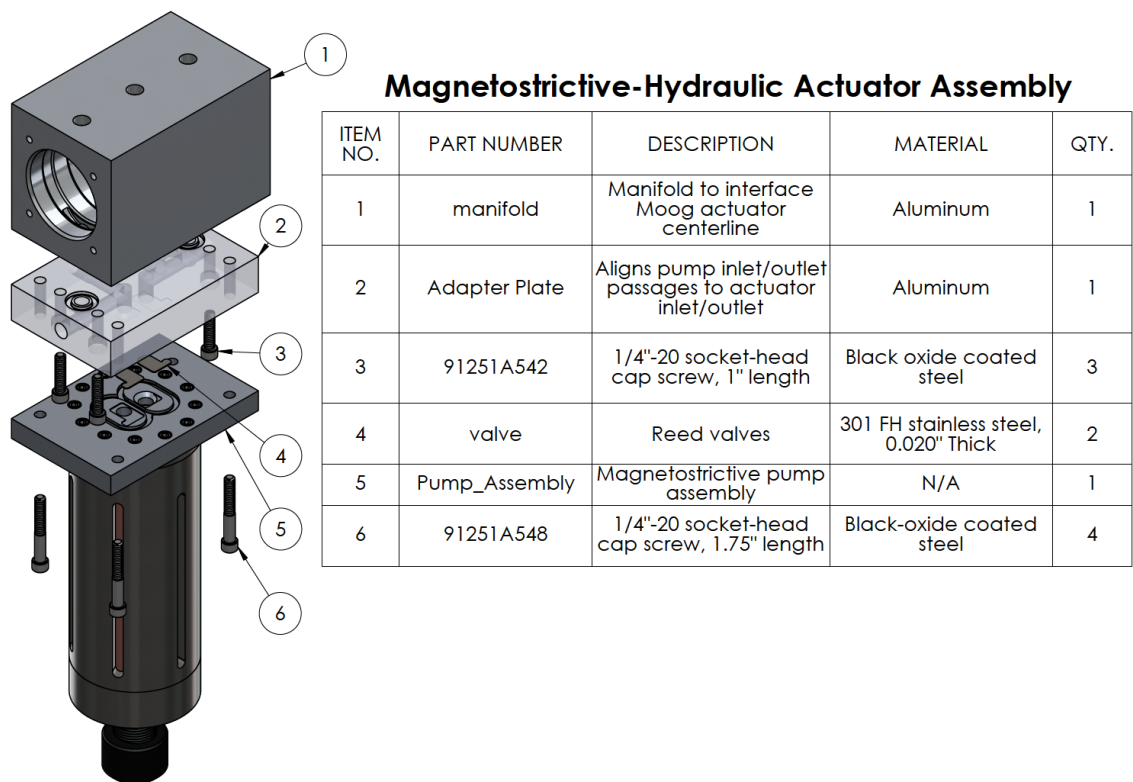 Magnetostrictive-Hydraulic Actuator Assembly
ITEM
NO.
PART NUMBER
DESCRIPTION
MATERIAL
QTY.
1
manifold
Manifold to interface
Moog actuator
centerline
Aluminum
1
2
Adapter Plate
Aligns pump inlet/outlet
passages to actuator
inlet/outlet
Aluminum
1
3
91251A542
1/4"-20 socket-head
cap screw, 1" length
Black oxide coated
steel
3
4
valve
Reed valves
301 FH stainless steel,
0.020" Thick
2
5
Pump_Assembly
Magnetostrictive pump
assembly
N/A
1
6
91251A548
1/4"-20 socket-head
cap screw, 1.75" length
Black-oxide coated
steel
4
1
2
3
4
5
6